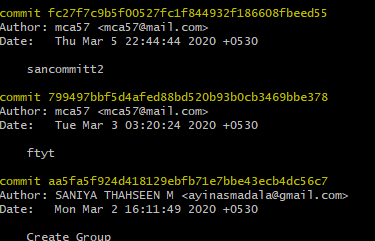 commit fc27f7c9b5f00527fc1f844932f186608fbeed55
Author: mca57 <mca57@mail.com>
Date:   Thu Mar 5 22:44:44 2020 +0530
sancommitt2
commit 799497bbf5d4afed88bd520b93b0cb3469bbe378
Author: mca57 <mca57@mail.com>
Date:   Tue Mar 3 03:20:24 2020 +0530
ftyt
commit aa5fa5f924d418129ebfb71e7bbe43ecb4dc56c7
Author: SANIYA THAHSEEN M <ayinasmadala@gmail.com>
Date:   Mon Mar 2 16:11:49 2020 +0530
Create Group